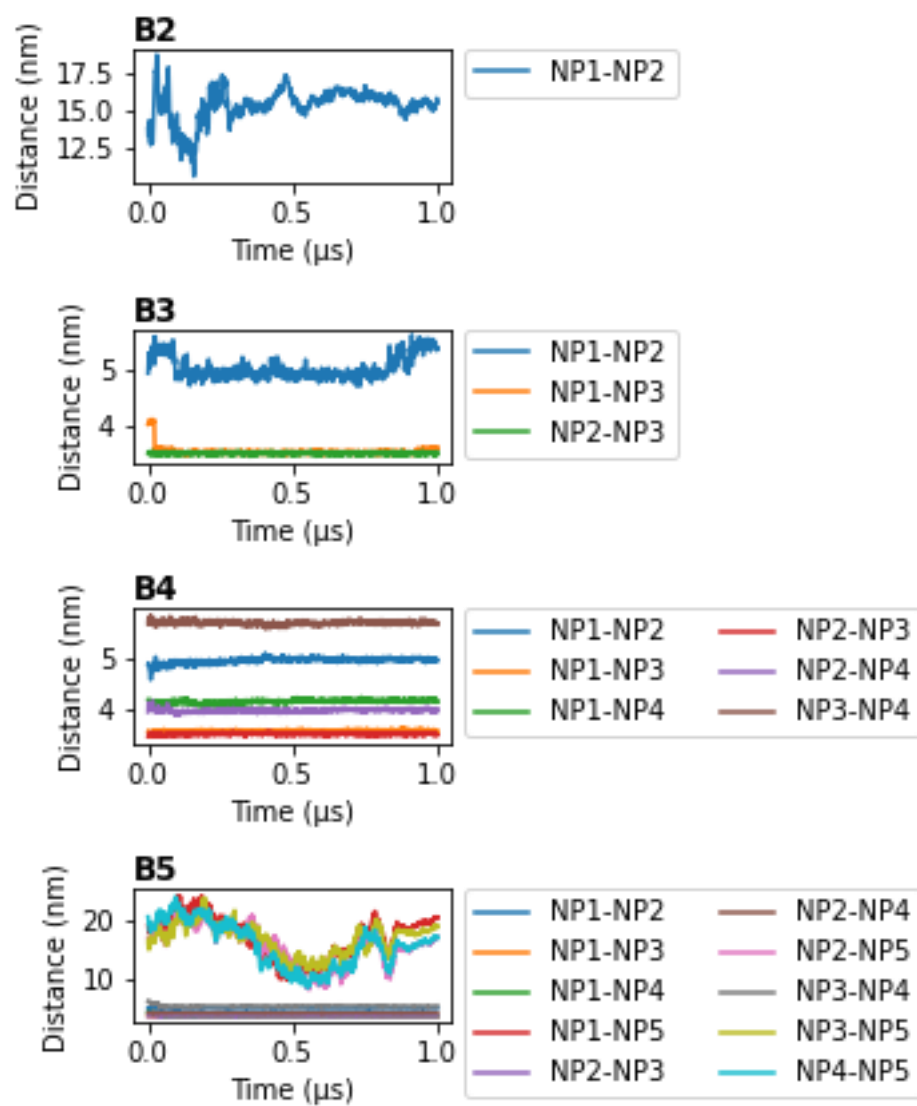 B2
Distance (nm)
17.5
15.0
12.5
0.0 0.5 1.0
Time (µs)
NP1-NP2
B3
Distance (nm)
5
4
0.0 0.5 1.0
Time (µs)
NP1-NP2
NP1-NP3
NP2-NP3
B4
Distance (nm)
5
4
0.0 0.5 1.0
Time (µs)
NP1-NP2 NP2-NP3
NP1-NP3 NP2-NP4
NP1-NP4 NP3-NP4
B5
Distance (nm)
20
10
0.0 0.5 1.0
Time (µs)
NP1-NP2 NP2-NP4
NP1-NP3 NP2-NP5
NP1-NP4 NP3-NP4
NP1-NP5 NP3-NP5
NP2-NP3 NP4-NP5